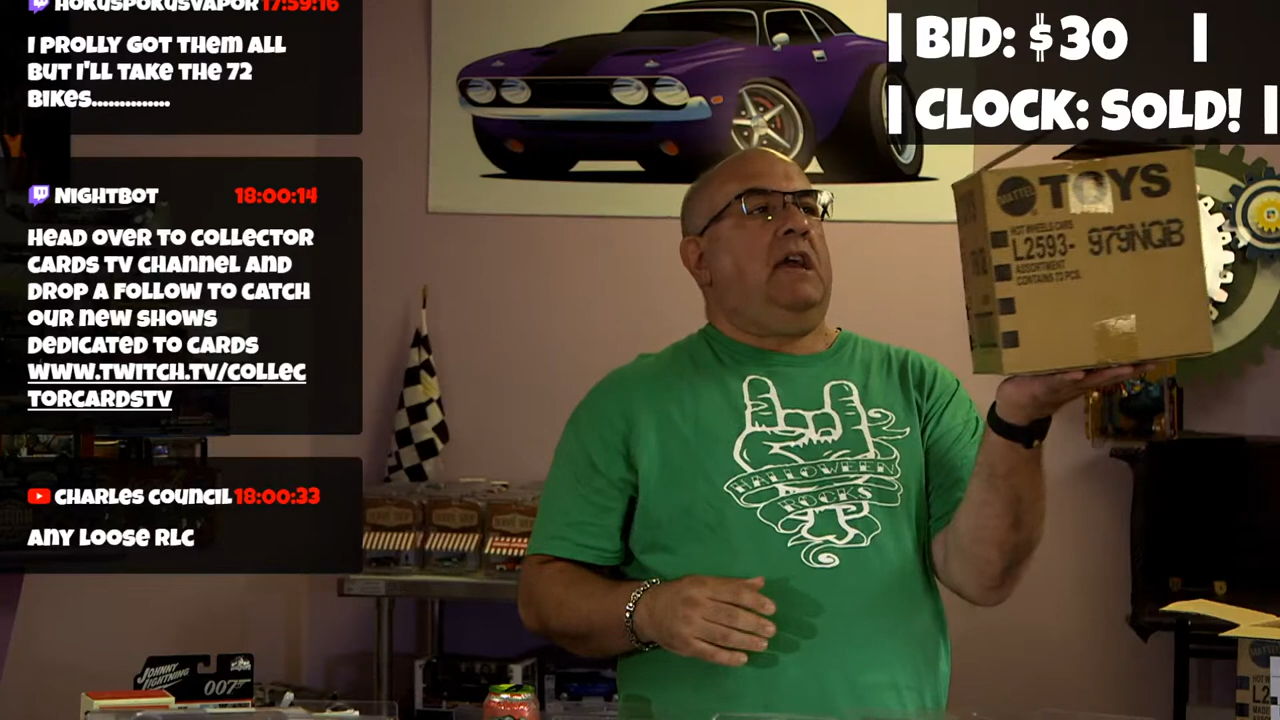 HOKUSPOKUSVAPOR 17:59:16
I PROLLY GOT THEM ALL
BUT I'LL TAKE THE 72
BIKES...............
NIGHTBOT 18:00:14
HEAD OVER TO COLLECTOR
CARDS TV CHANNEL AND
DROP A FOLLOW TO CATCH
OUR NEW SHOWS
DEDICATED TO CARDS
WWW.TWITCH.TV/COLLEC
TORCARDSTV
CHARLES COUNCIL 18:00:33
ANY LOOSE RLC
| BID: $30 |
| CLOCK: SOLD! |
MATTEL TOYS
HOT WHEELS CARS
L2593- 979NQB
ASSORTMENT
CONTAINS 72 PCS.
HALLOWEEN
ROCKS
JOHNNY
LIGHTNING
007
MATTEL
L2